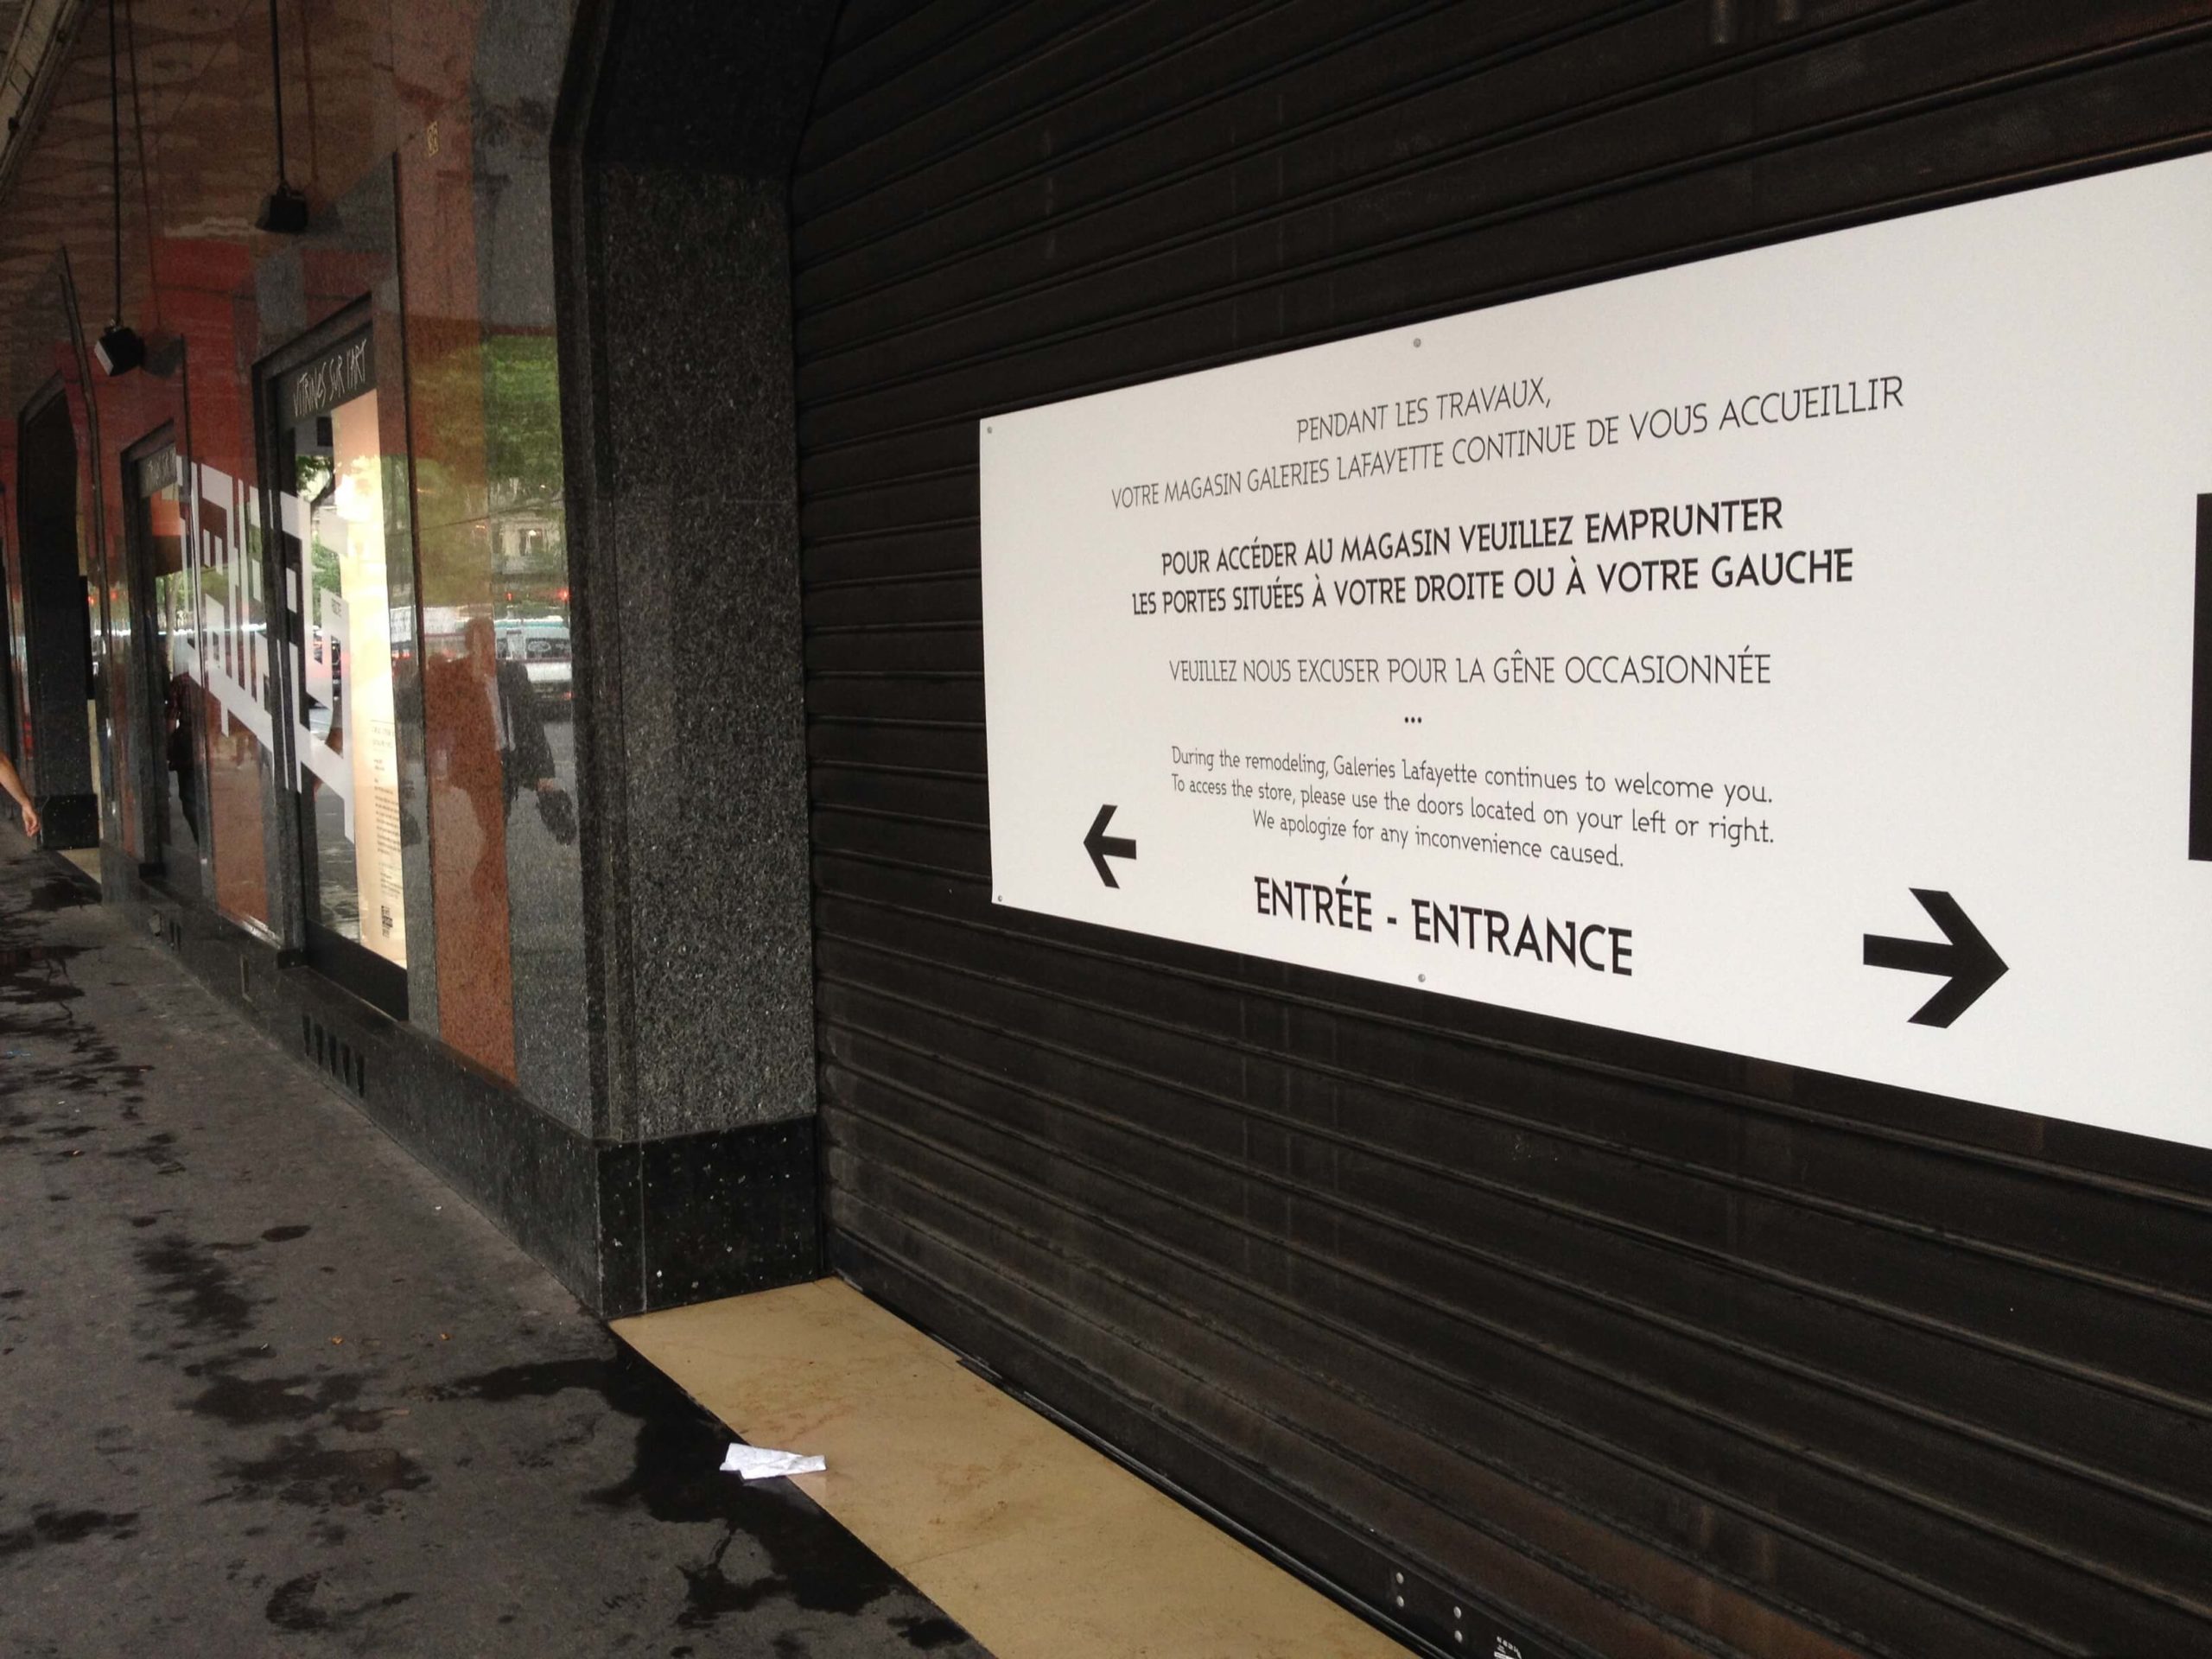 VITRINES SUR L'ART
PENDANT LES TRAVAUX,
VOTRE MAGASIN GALERIES LAFAYETTE CONTINUE DE VOUS ACCUEILLIR
POUR ACCÉDER AU MAGASIN VEUILLEZ EMPRUNTER
LES PORTES SITUÉES À VOTRE DROITE OU À VOTRE GAUCHE
VEUILLEZ NOUS EXCUSER POUR LA GÊNE OCCASIONNÉE
...
During the remodeling, Galeries Lafayette continues to welcome you.
To access the store, please use the doors located on your left or right.
We apologize for any inconvenience caused.
ENTRÉE - ENTRANCE